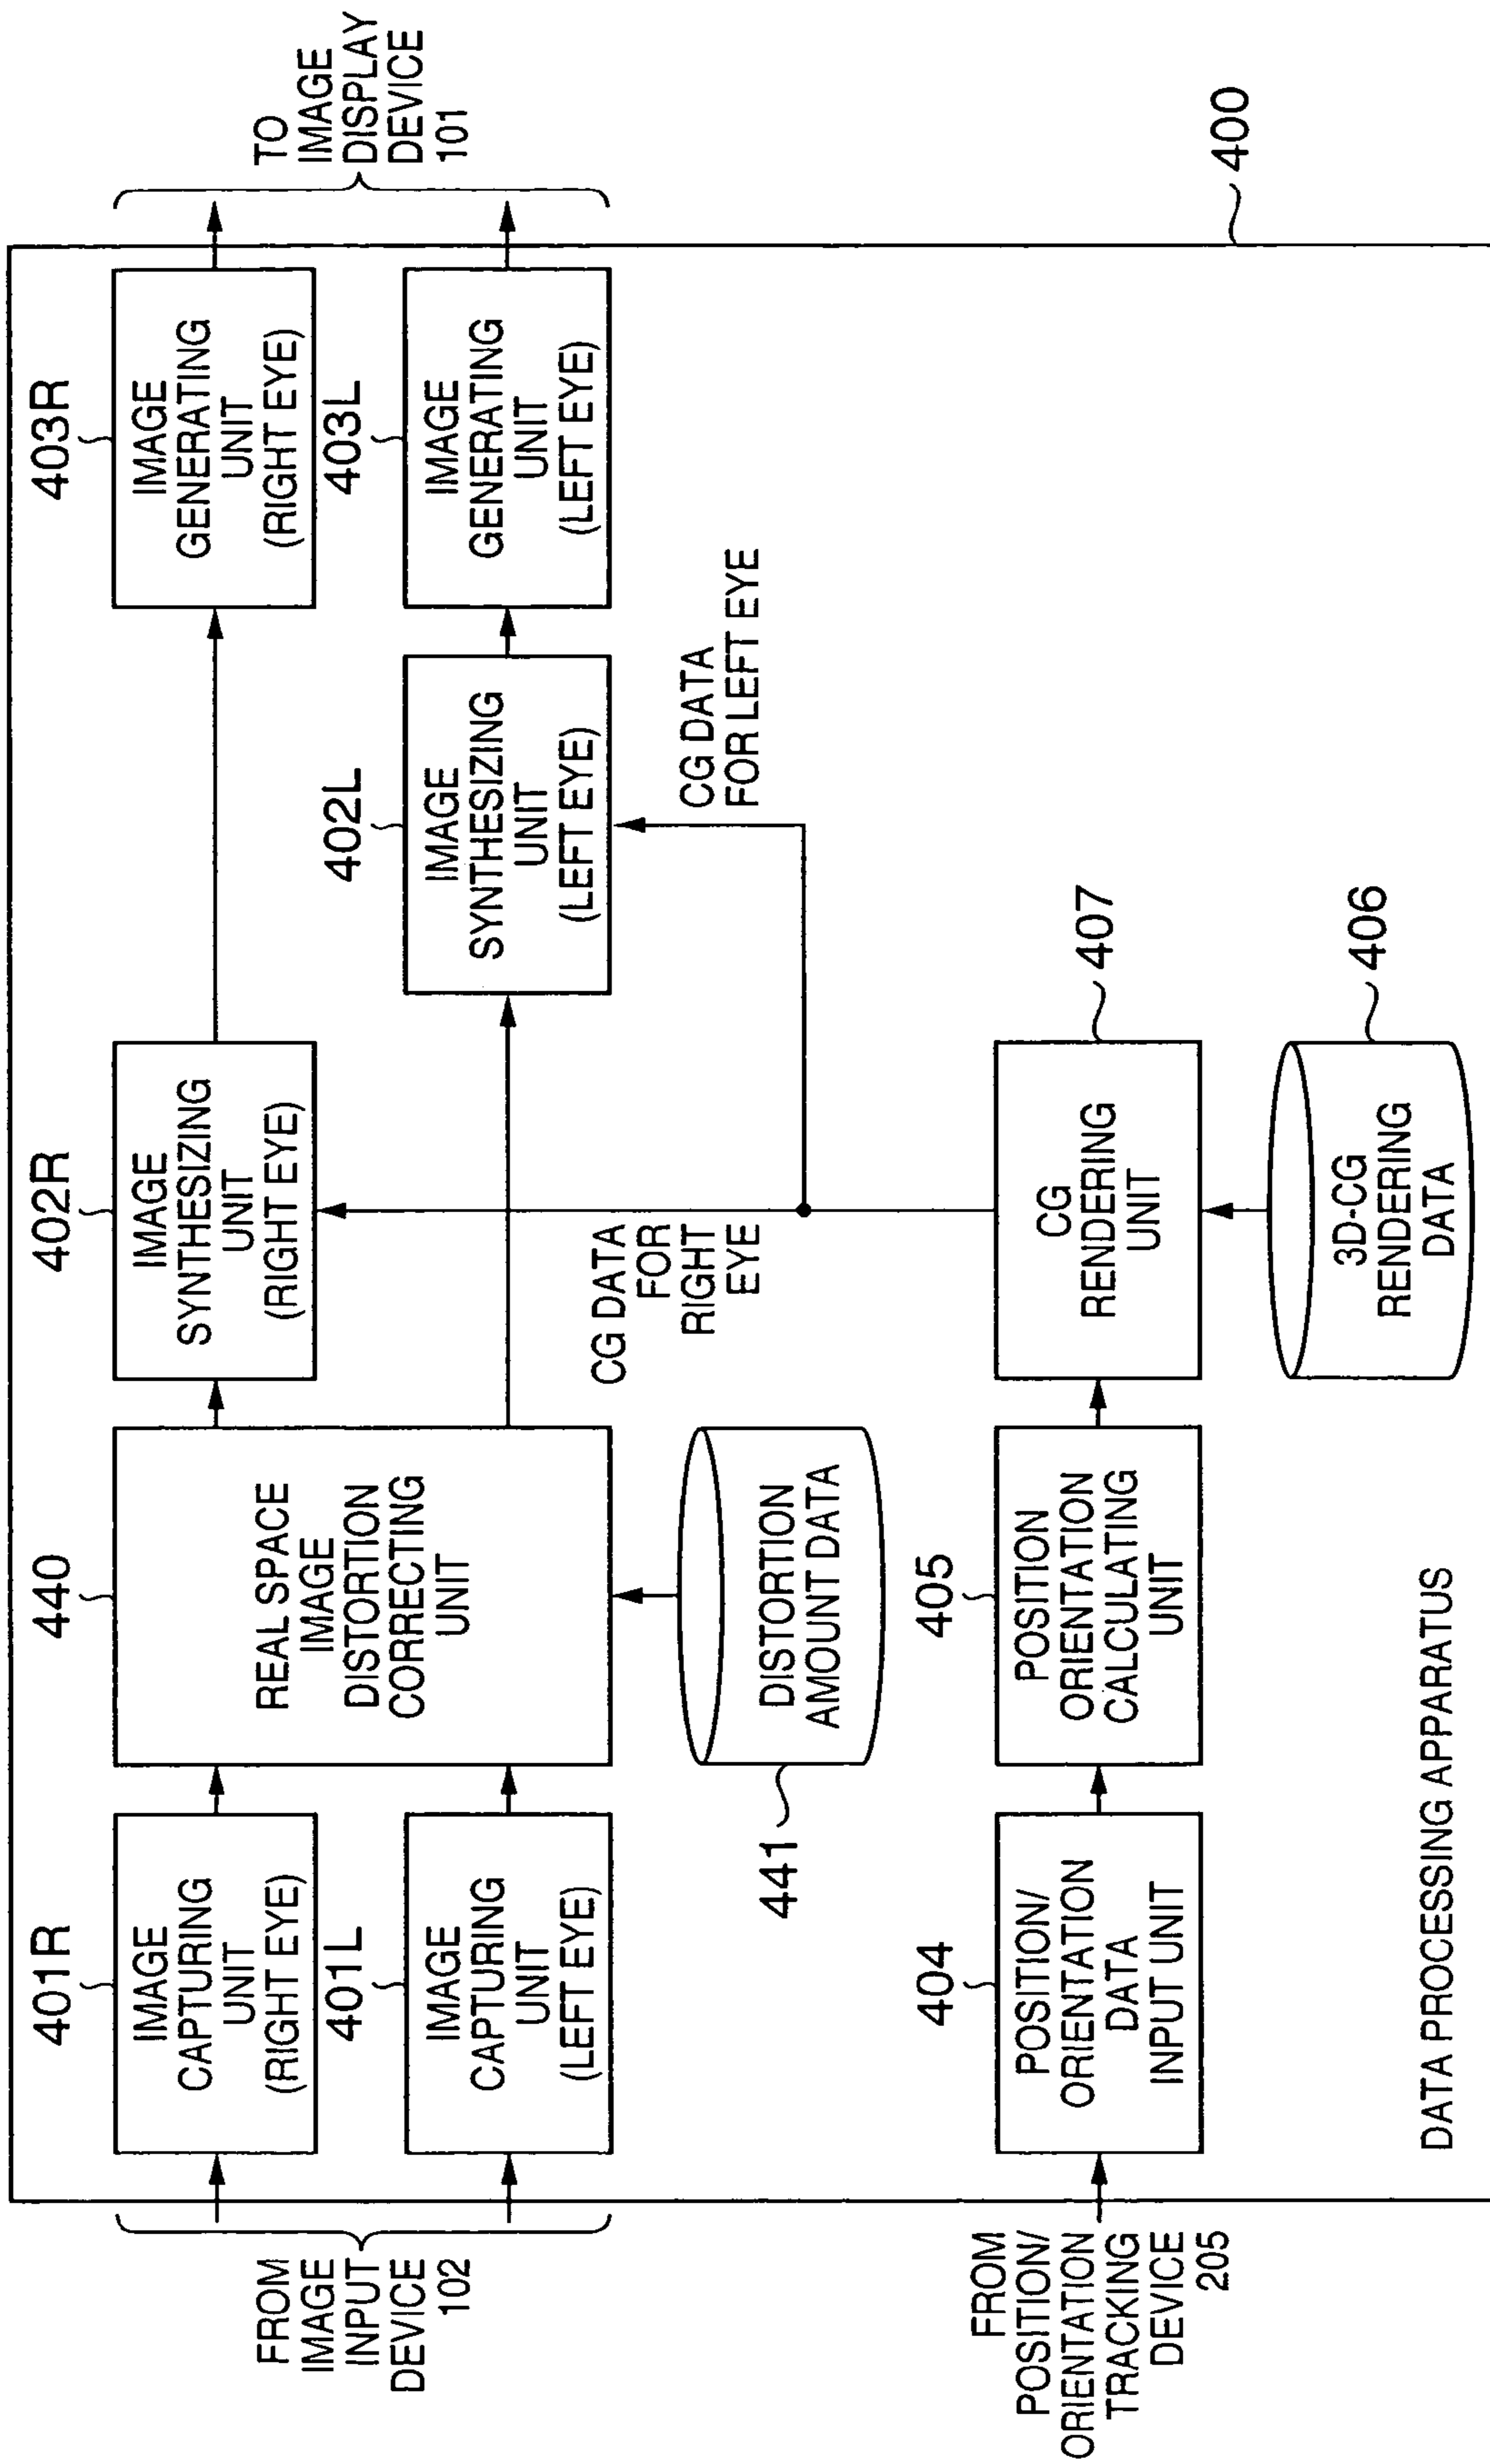 FROM
IMAGE
INPUT
DEVICE
102
401R
IMAGE
CAPTURING
UNIT
(RIGHT EYE)
401L
IMAGE
CAPTURING
UNIT
(LEFT EYE)
440
REAL SPACE
IMAGE
DISTORTION
CORRECTING
UNIT
441
DISTORTION
AMOUNT DATA
402R
IMAGE
SYNTHESIZING
UNIT
(RIGHT EYE)
402L
IMAGE
SYNTHESIZING
UNIT
(LEFT EYE)
403R
IMAGE
GENERATING
UNIT
(RIGHT EYE)
403L
IMAGE
GENERATING
UNIT
(LEFT EYE)
TO
IMAGE
DISPLAY
DEVICE
101
CG DATA
FOR
RIGHT
EYE
CG DATA
FOR LEFT EYE
FROM
POSITION/
ORIENTATION
TRACKING
DEVICE
205
404
POSITION/
ORIENTATION
DATA
INPUT UNIT
405
POSITION
ORIENTATION
CALCULATING
UNIT
CG
RENDERING
UNIT
407
3D-CG
RENDERING
DATA
406
400
DATA PROCESSING APPARATUS